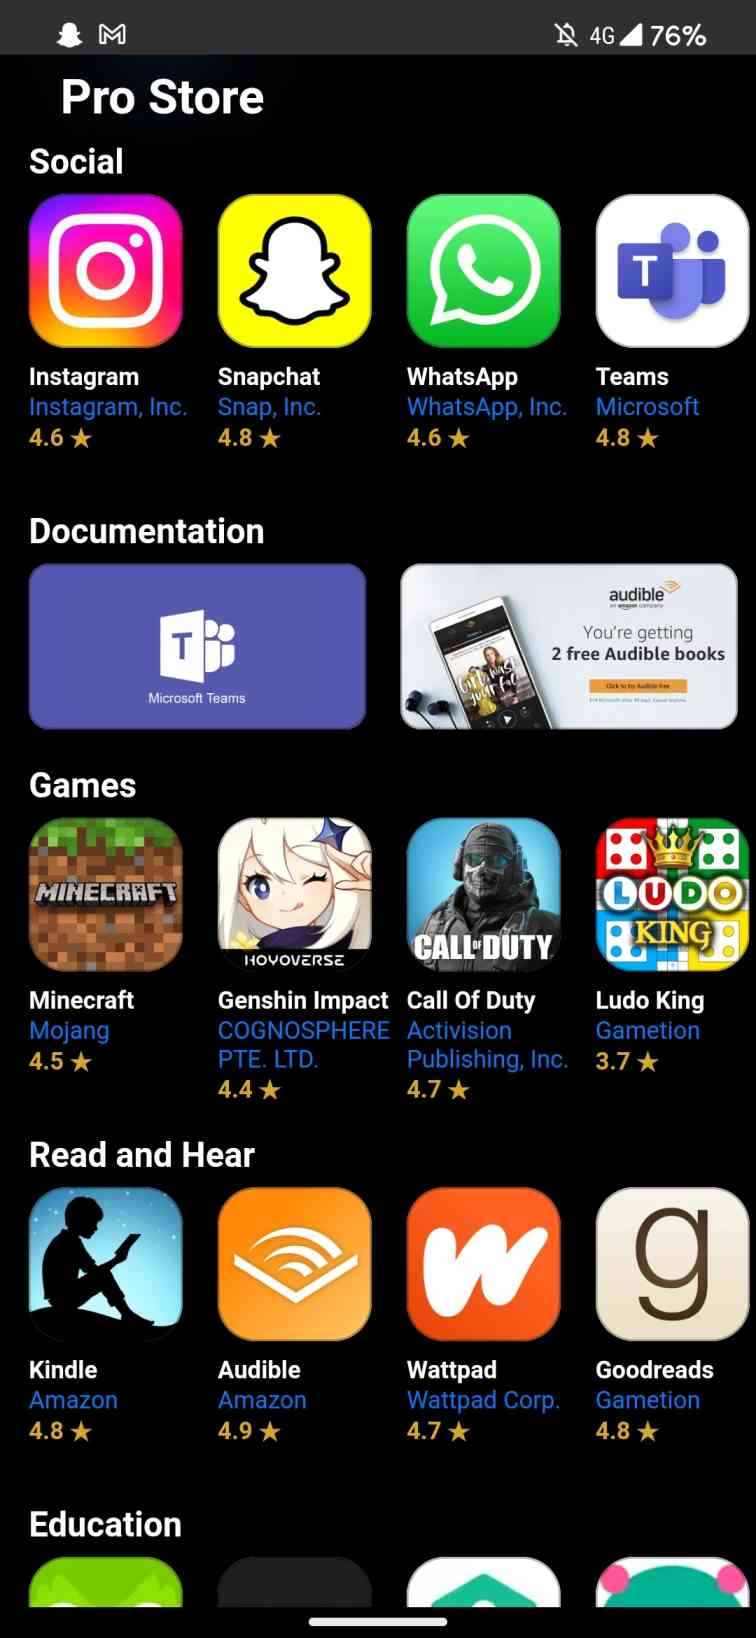 4G 76%
Pro Store
Social
Instagram
Instagram, Inc.
4.6 ★
Snapchat
Snap, Inc.
4.8 ★
WhatsApp
WhatsApp, Inc.
4.6 ★
T
Teams
Microsoft
4.8 ★
Documentation
T
Microsoft Teams
audible
an amazon company
You're getting
2 free Audible books
Click to try Audible free
Games
MINECRAFT
Minecraft
Mojang
4.5 ★
HOYOVERSE
Genshin Impact
COGNOSPHERE
PTE. LTD.
4.4 ★
CALL OF DUTY
Call Of Duty
Activision
Publishing, Inc.
4.7 ★
LUDO
KING
Ludo King
Gametion
3.7 ★
Read and Hear
Kindle
Amazon
4.8 ★
Audible
Amazon
4.9 ★
w
Wattpad
Wattpad Corp.
4.7 ★
g
Goodreads
Gametion
4.8 ★
Education